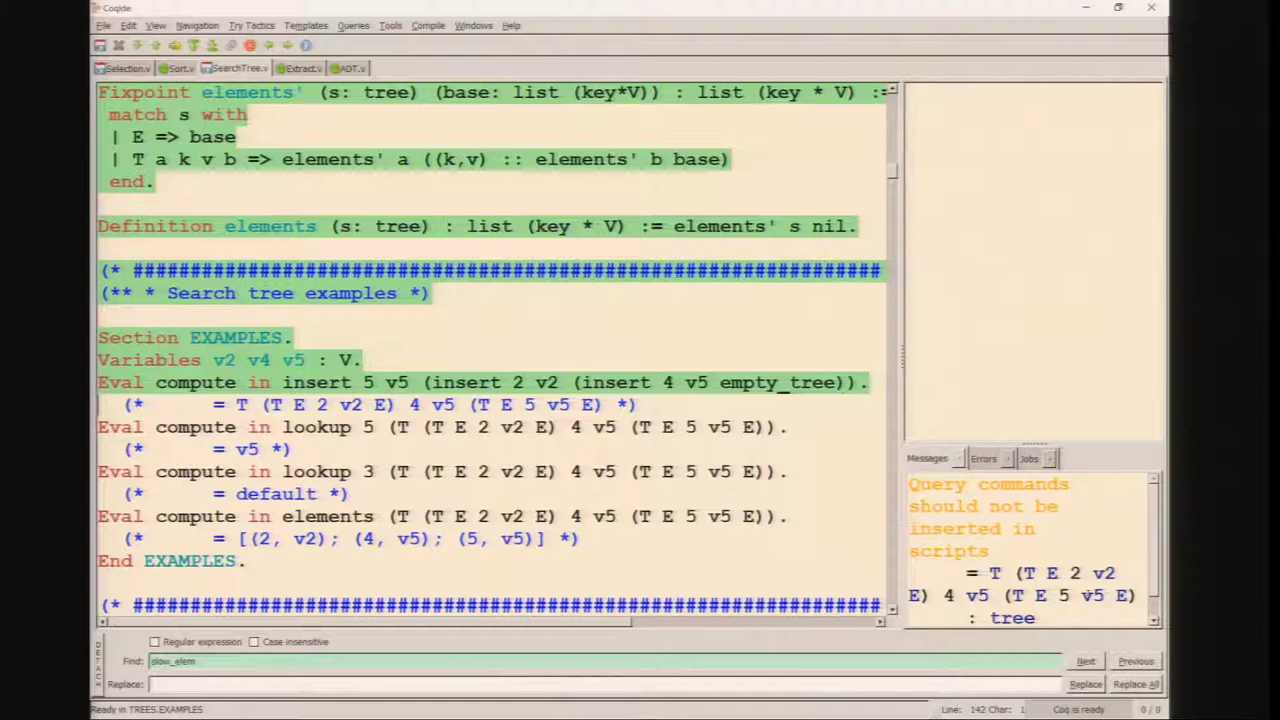 CoqIde
File Edit View Navigation Try Tactics Templates Queries Tools Compile Windows Help
Selection.v Sort.v SearchTree.v Extract.v ADT.v
Fixpoint elements' (s: tree) (base: list (key*V)) : list (key * V) :=
match s with
| E => base
| T a k v b => elements' a ((k,v) :: elements' b base)
end.
Definition elements (s: tree) : list (key * V) := elements' s nil.
(* #################################################################
(** * Search tree examples *)
Section EXAMPLES.
Variables v2 v4 v5 : V.
Eval compute in insert 5 v5 (insert 2 v2 (insert 4 v5 empty_tree)).
(* = T (T E 2 v2 E) 4 v5 (T E 5 v5 E) *)
Eval compute in lookup 5 (T (T E 2 v2 E) 4 v5 (T E 5 v5 E)).
(* = v5 *)
Eval compute in lookup 3 (T (T E 2 v2 E) 4 v5 (T E 5 v5 E)).
(* = default *)
Eval compute in elements (T (T E 2 v2 E) 4 v5 (T E 5 v5 E)).
(* = [(2, v2); (4, v5); (5, v5)] *)
End EXAMPLES.
(* #################################################################
Messages Errors Jobs
Query commands
should not be
inserted in
scripts
= T (T E 2 v2
E) 4 v5 (T E 5 v5 E)
: tree
DETACH
Regular expression Case insensitive
Find: slow_elem Next Previous
Replace: Replace Replace All
Ready in TREES.EXAMPLES Line: 142 Char: 1 Coq is ready 0 / 0